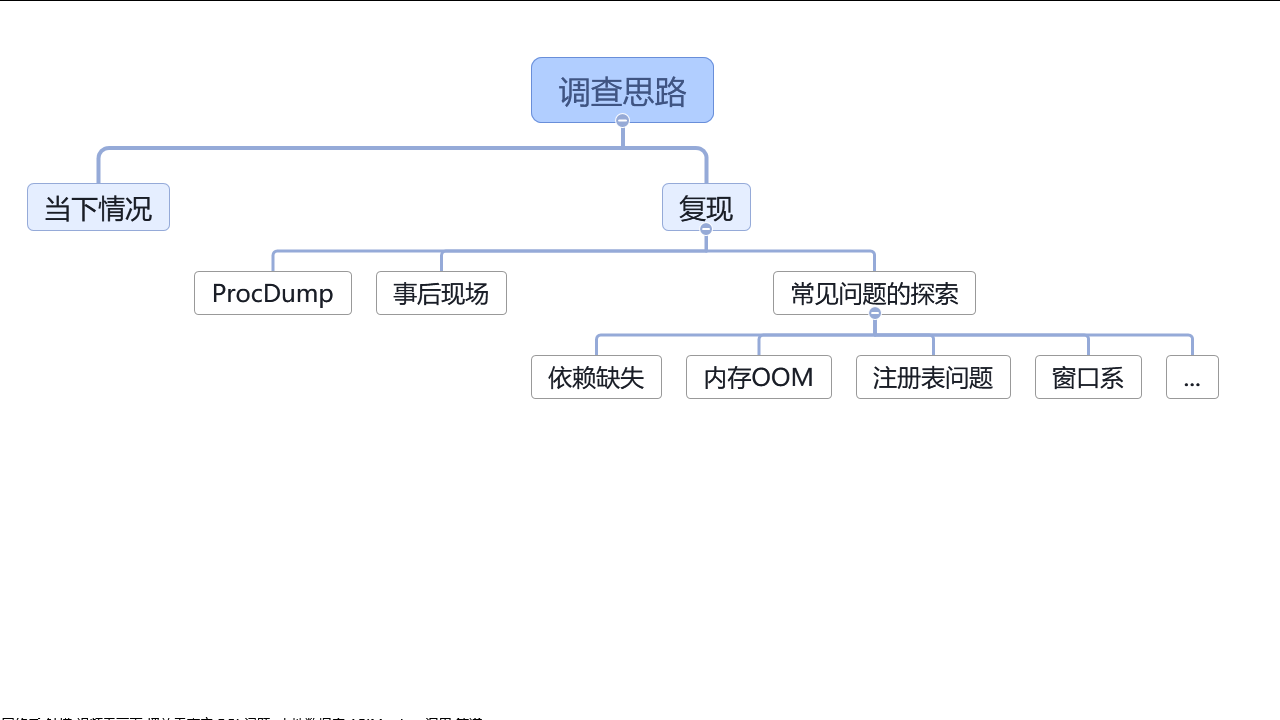 调查思路
当下情况
复现
ProcDump
事后现场
常见问题的探索
依赖缺失
内存OOM
注册表问题
窗口系
...